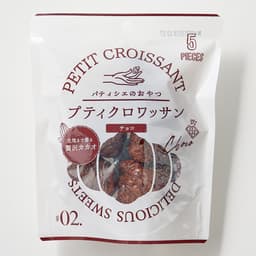 5
PIECES
PETIT CROISSANT
パティシエのおやつ
プティクロワッサン
チョコ
贅沢カカオ
Choco
#02.
DELICIOUS SWEETS